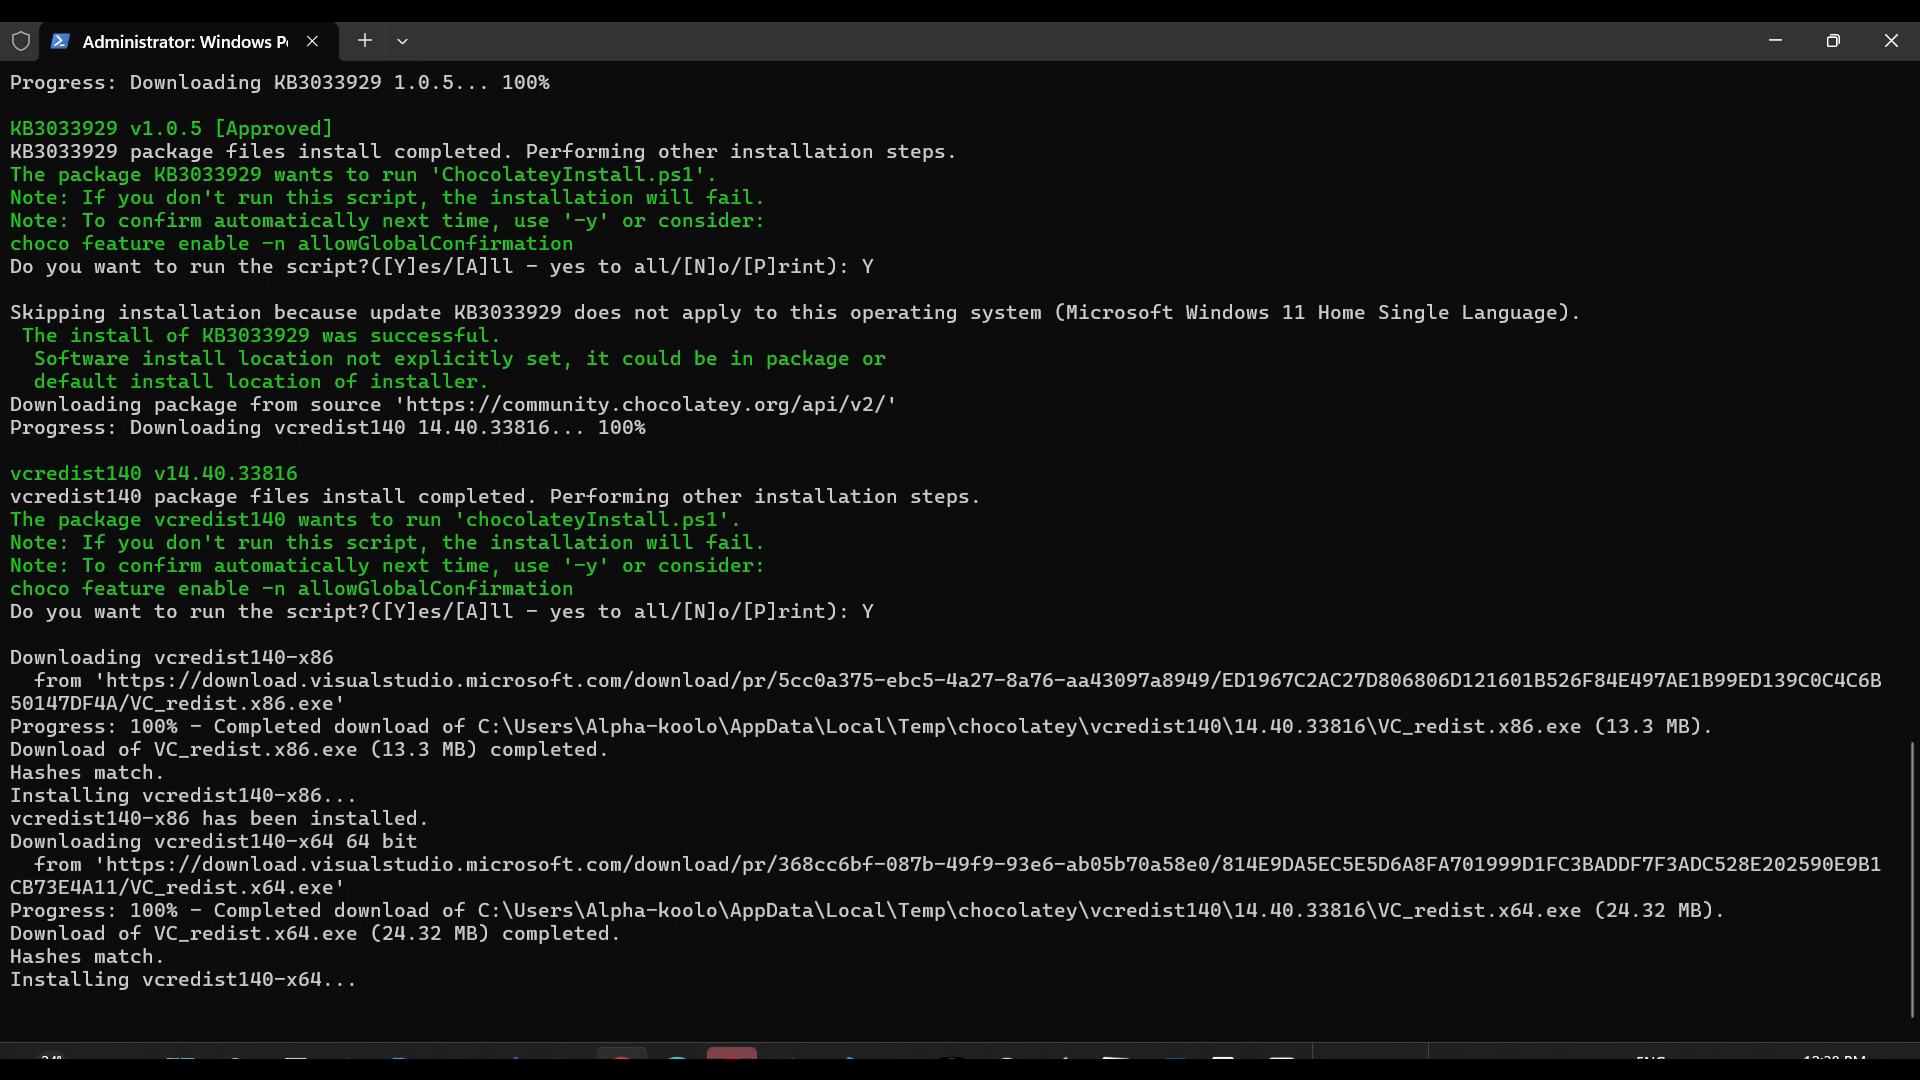 Administrator: Windows P
Progress: Downloading KB3033929 1.0.5... 100%
KB3033929 v1.0.5 [Approved]
KB3033929 package files install completed. Performing other installation steps.
The package KB3033929 wants to run 'ChocolateyInstall.ps1'.
Note: If you don't run this script, the installation will fail.
Note: To confirm automatically next time, use '-y' or consider:
choco feature enable -n allowGlobalConfirmation
Do you want to run the script?([Y]es/[A]ll - yes to all/[N]o/[P]rint): Y
Skipping installation because update KB3033929 does not apply to this operating system (Microsoft Windows 11 Home Single Language).
The install of KB3033929 was successful.
Software install location not explicitly set, it could be in package or
default install location of installer.
Downloading package from source 'https://community.chocolatey.org/api/v2/'
Progress: Downloading vcredist140 14.40.33816... 100%
vcredist140 v14.40.33816
vcredist140 package files install completed. Performing other installation steps.
The package vcredist140 wants to run 'chocolateyInstall.ps1'.
Note: If you don't run this script, the installation will fail.
Note: To confirm automatically next time, use '-y' or consider:
choco feature enable -n allowGlobalConfirmation
Do you want to run the script?([Y]es/[A]ll - yes to all/[N]o/[P]rint): Y
Downloading vcredist140-x86
from 'https://download.visualstudio.microsoft.com/download/pr/5cc0a375-ebc5-4a27-8a76-aa43097a8949/ED1967C2AC27D806806D121601B526F84E497AE1B99ED139C0C4C6B
50147DF4A/VC_redist.x86.exe'
Progress: 100% - Completed download of C:\Users\Alpha-koolo\AppData\Local\Temp\chocolatey\vcredist140\14.40.33816\VC_redist.x86.exe (13.3 MB).
Download of VC_redist.x86.exe (13.3 MB) completed.
Hashes match.
Installing vcredist140-x86...
vcredist140-x86 has been installed.
Downloading vcredist140-x64 64 bit
from 'https://download.visualstudio.microsoft.com/download/pr/368cc6bf-087b-49f9-93e6-ab05b70a58e0/814E9DA5EC5E5D6A8FA701999D1FC3BADDF7F3ADC528E202590E9B1
CB73E4A11/VC_redist.x64.exe'
Progress: 100% - Completed download of C:\Users\Alpha-koolo\AppData\Local\Temp\chocolatey\vcredist140\14.40.33816\VC_redist.x64.exe (24.32 MB).
Download of VC_redist.x64.exe (24.32 MB) completed.
Hashes match.
Installing vcredist140-x64...